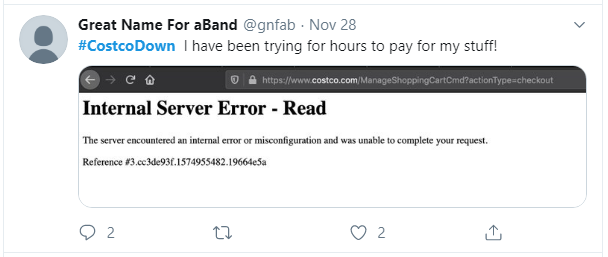 Great Name For aBand @gnfab · Nov 28
#CostcoDown I have been trying for hours to pay for my stuff!
https://www.costco.com/ManageShoppingCartCmd?actionType=checkout
Internal Server Error - Read
The server encountered an internal error or misconfiguration and was unable to complete your request.
Reference #3.cc3de93f.1574955482.19664e5a
2 2